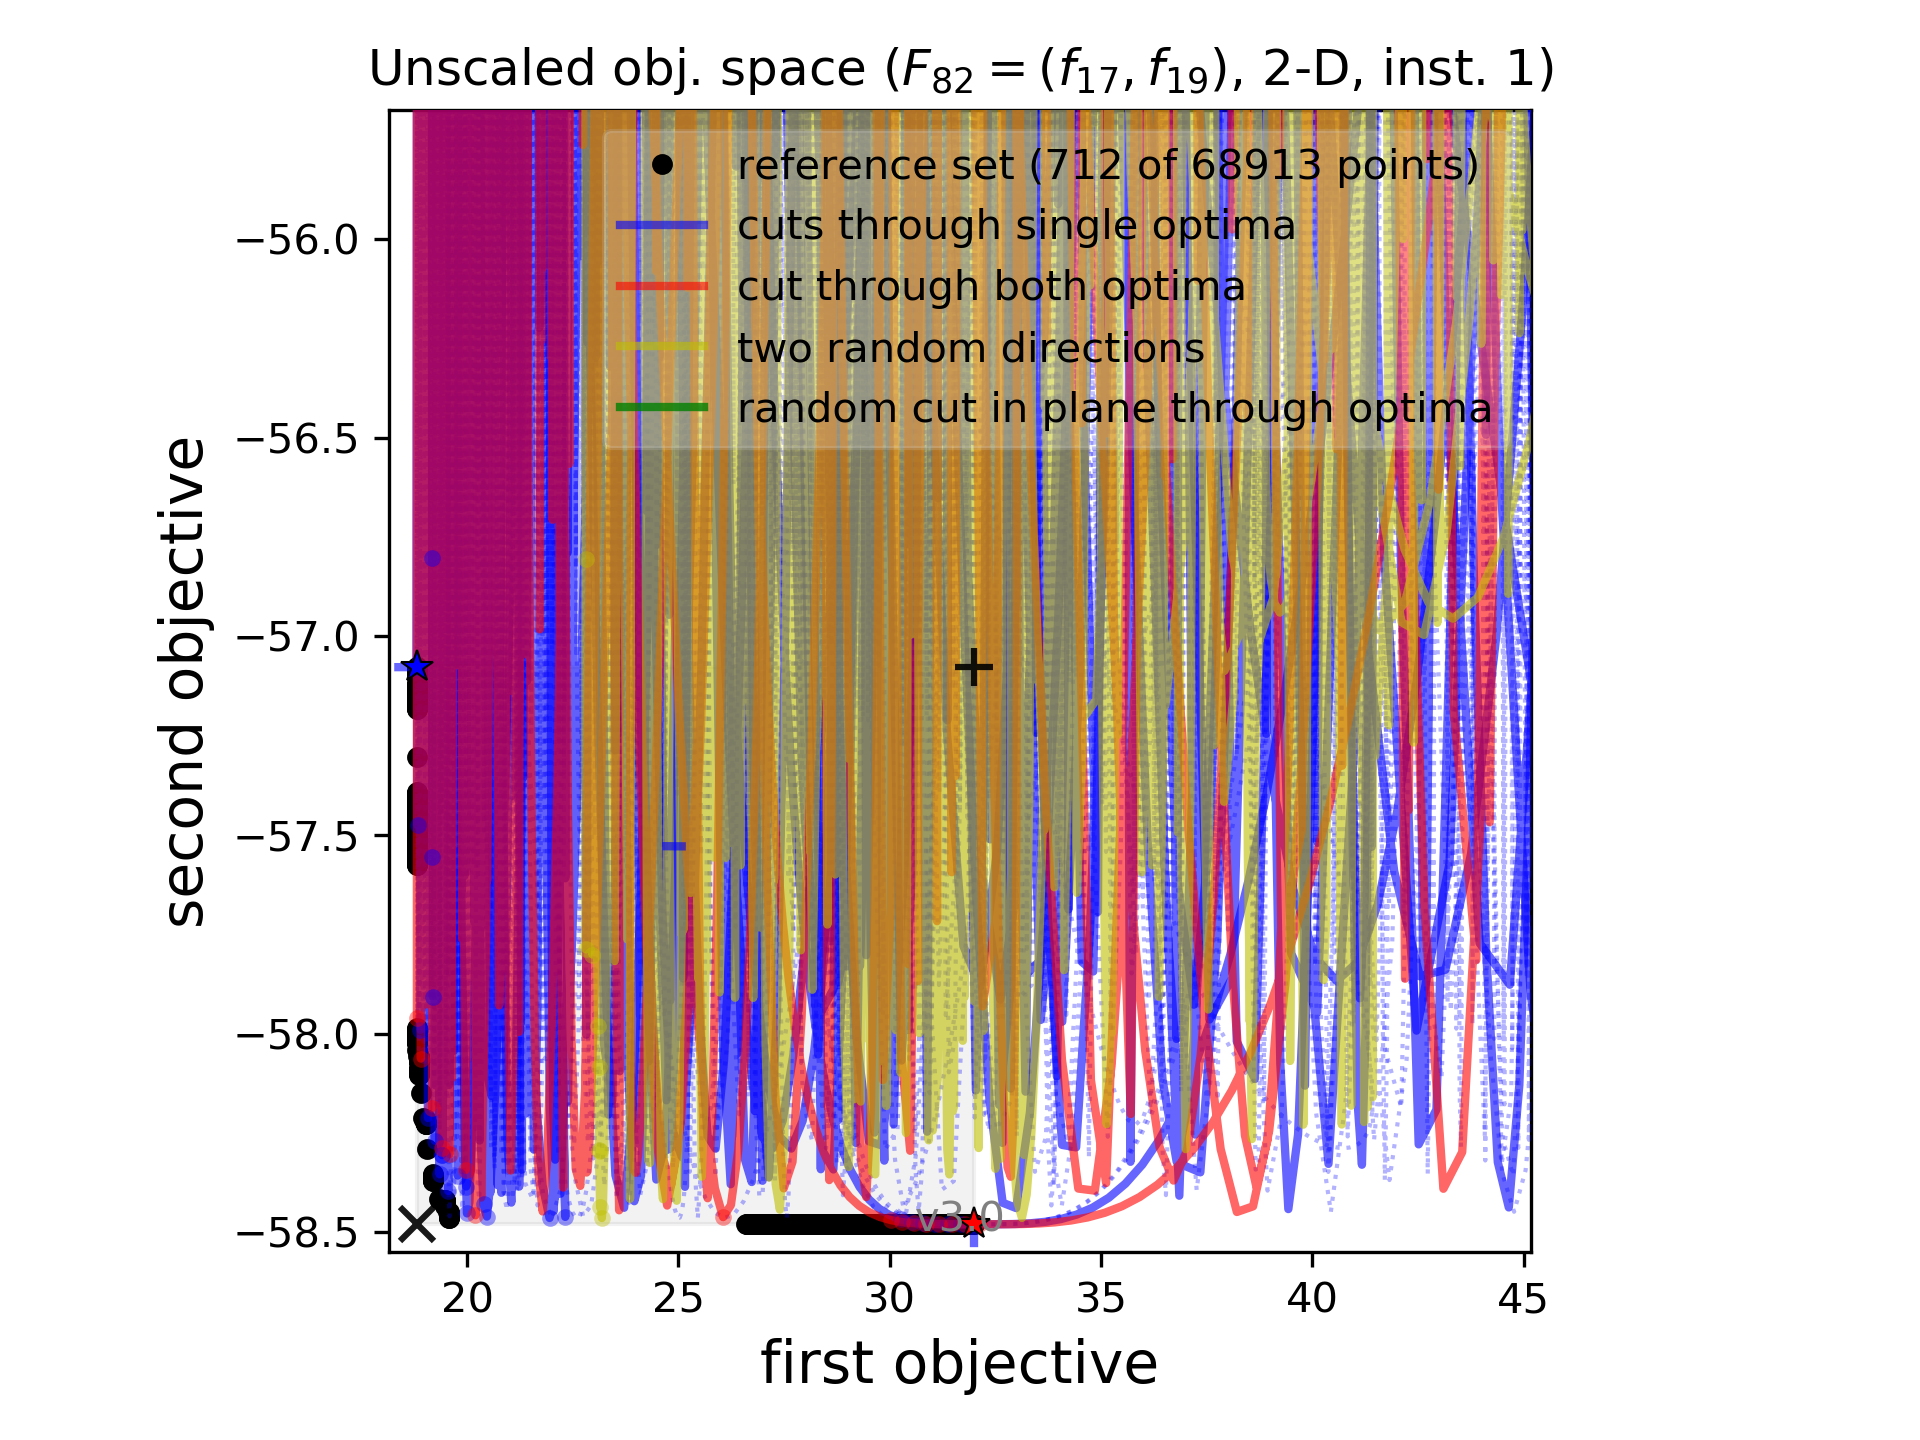 Unscaled obj. space (F₈₂ = (f₁₇, f₁₉), 2-D, inst. 1)
reference set (712 of 68913 points)
cuts through single optima
cut through both optima
two random directions
random cut in plane through optima
−56.0
−56.5
−57.0
−57.5
−58.0
−58.5
second objective
v3.0
20 25 30 35 40 45
first objective